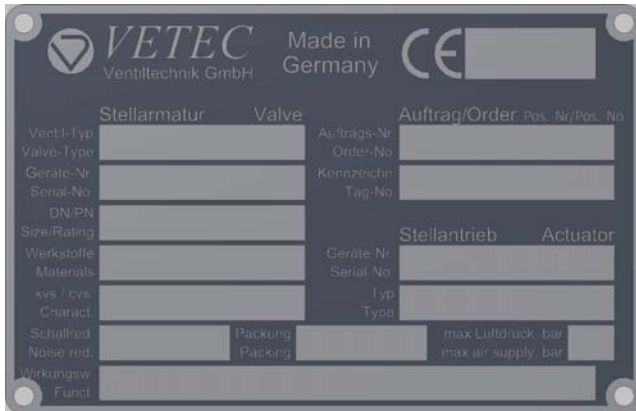 VETEC
Ventiltechnik GmbH
Made in
Germany
CE
Stellarmatur Valve
Ventil-Typ
Valve-Type
Geräte-Nr.
Serial-No.
DN/PN
Size/Rating
Werkstoffe
Materials
kvs / cvs.
Charact.
Auftrag/Order Pos. Nr/Pos. No
Auftrags-Nr
Order-No
Kennzeichn
Tag-No
Stellantrieb Actuator
Geräte-Nr.
Serial-No.
Typ
Type
Schallred.
Noise red.
Packung
Packing
max Luftdruck bar
max air supply bar
Wirkungsw.
Funct.